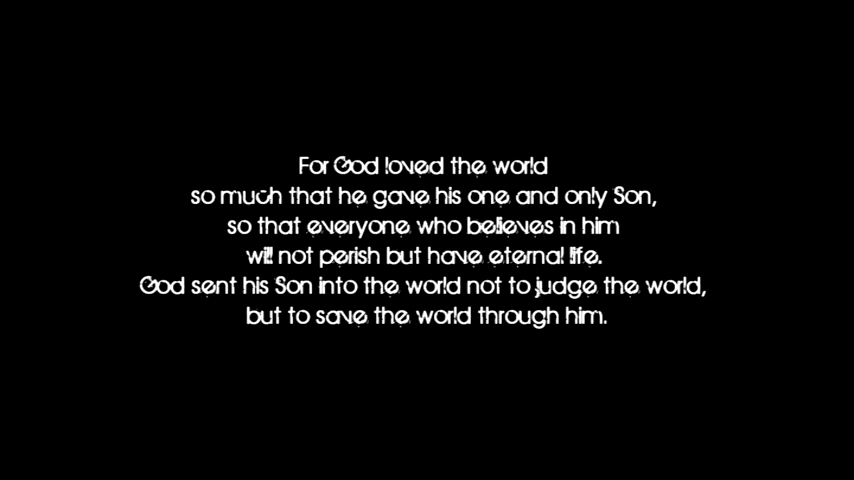 For God loved the world
so much that he gave his one and only Son,
so that everyone who believes in him
will not perish but have eternal life.
God sent his Son into the world not to judge the world,
but to save the world through him.